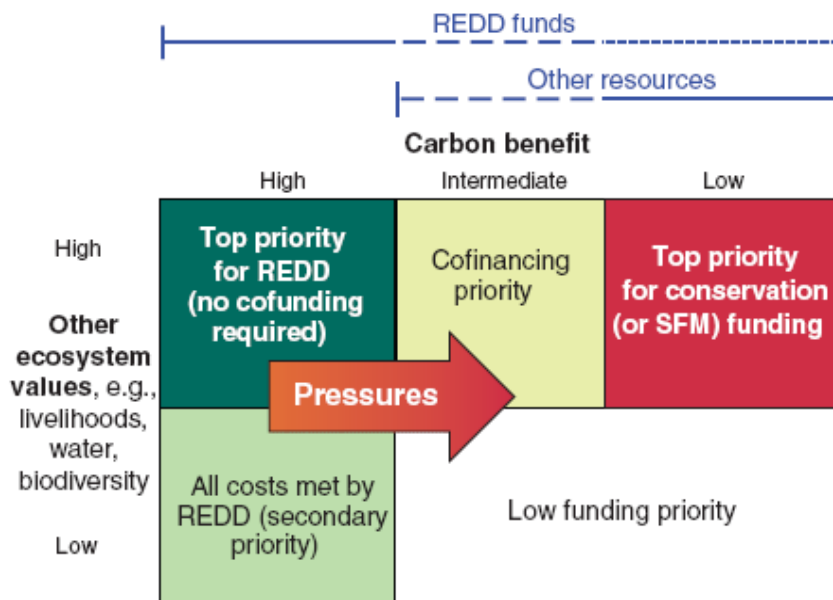 REDD funds
Other resources
Carbon benefit
High
Intermediate
Low
High
Other
ecosystem
values, e.g.,
livelihoods,
water,
biodiversity
Low
Top priority
for REDD
(no cofunding
required)
Cofinancing
priority
Top priority
for conservation
(or SFM) funding
Pressures
All costs met by
REDD (secondary
priority)
Low funding priority